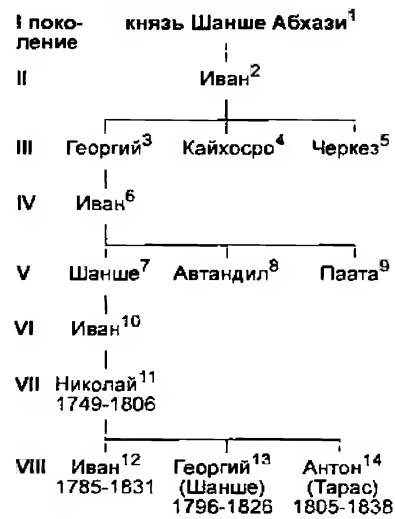 I поко- князь Шанше Абхази1
ление
II Иван2
III Георгий3 Кайхосро4 Черкез5
IV Иван6
V Шанше7 Автандил8 Паата9
VI Иван10
VII Николай11
1749-1806
VIII Иван12 Георгий13 Антон14
1785-1831 (Шанше) (Тарас)
1796-1826 1805-1838